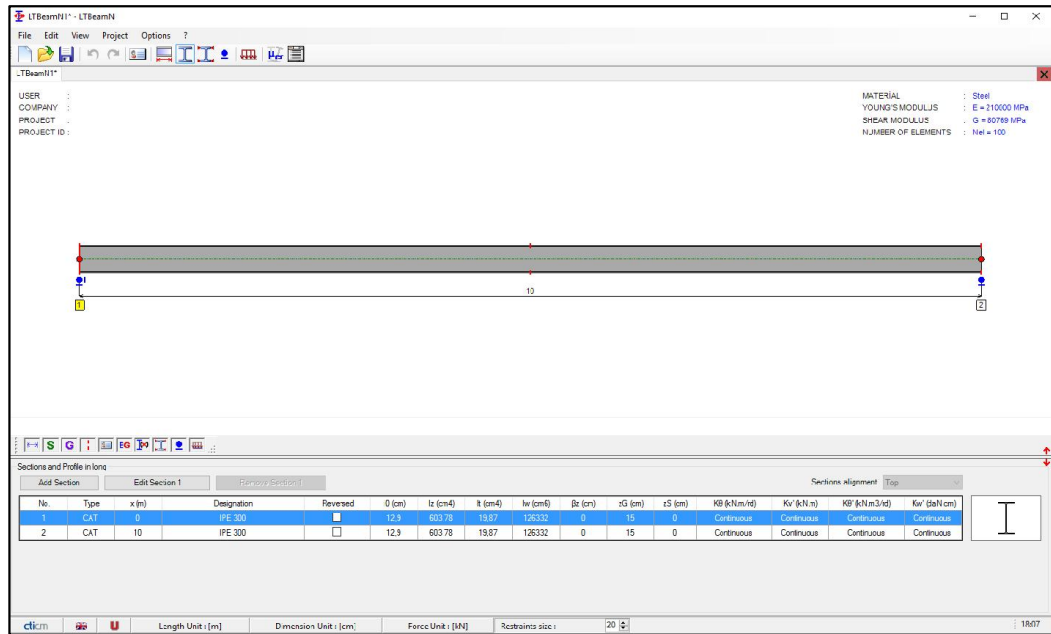 LTBeamN1* - LTBeamN
File Edit View Project Options ?
LTBeamN1*
USER :
COMPANY :
PROJECT :
PROJECT ID :
MATERIAL : Steel
YOUNG'S MODULUS : E = 210000 MPa
SHEAR MODULUS : G = 80769 MPa
NUMBER OF ELEMENTS : Nel = 100
10
1
2
S G EG
Sections and Profile in long
Add Section Edit Section 1 Remove Section 1 Sections alignment Top
No. Type x (m) Designation Reversed Iz (cm4) It (cm4) Iw (cm6) βz (cm) zG (cm) zS (cm) Kθ (kN.m/rd) Kv' (kN.m) Kθ' (kN.m3/rd) Kw' (daN.cm)
1 CAT 0 IPE 300 12,9 603.78 19,87 126332 0 15 0 Continuous Continuous Continuous Continuous
2 CAT 10 IPE 300 12,9 603.78 19,87 126332 0 15 0 Continuous Continuous Continuous Continuous
cticm U Length Unit : [m] Dimension Unit : [cm] Force Unit : [kN] Restraints size : 20 18:07